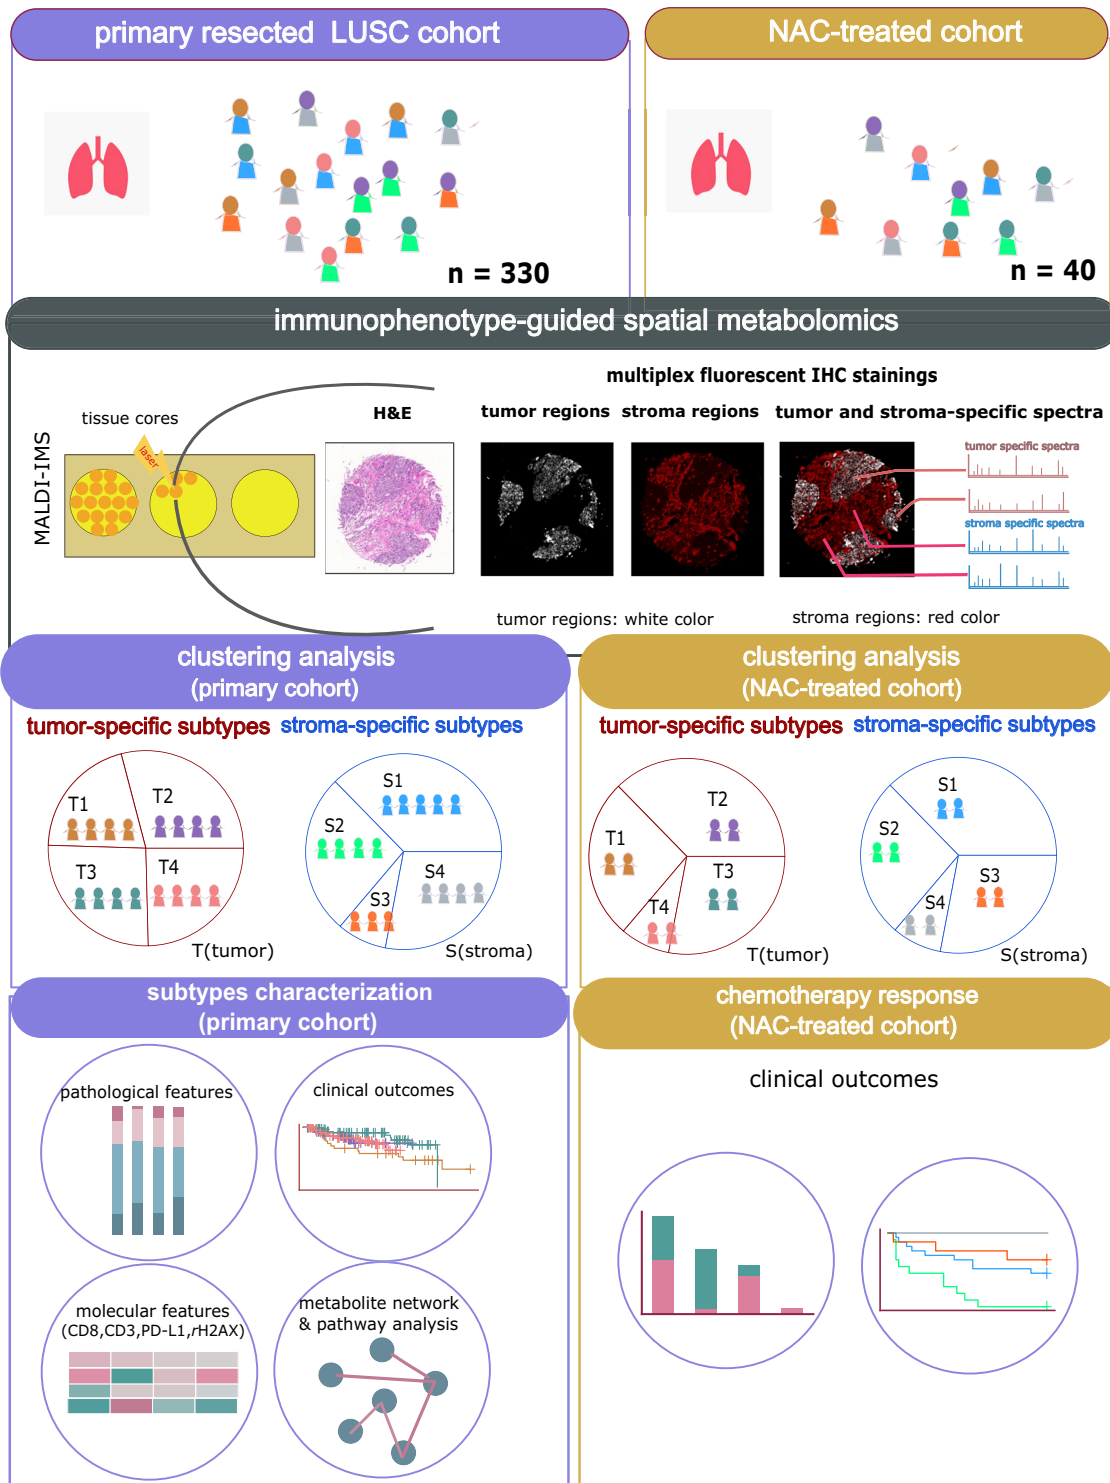 primary resected LUSC cohort
NAC-treated cohort
n = 330
n = 40
immunophenotype-guided spatial metabolomics
multiplex fluorescent IHC stainings
tissue cores
H&E
tumor regions
stroma regions
tumor and stroma-specific spectra
MALDI-IMS
laser
tumor specific spectra
stroma specific spectra
tumor regions: white color
stroma regions: red color
clustering analysis
(primary cohort)
clustering analysis
(NAC-treated cohort)
tumor-specific subtypes
stroma-specific subtypes
tumor-specific subtypes
stroma-specific subtypes
T1
T2
T3
T4
T(tumor)
S1
S2
S3
S4
S(stroma)
T1
T2
T3
T4
T(tumor)
S1
S2
S3
S4
S(stroma)
subtypes characterization
(primary cohort)
chemotherapy response
(NAC-treated cohort)
pathological features
clinical outcomes
clinical outcomes
molecular features
(CD8,CD3,PD-L1,rH2AX)
metabolite network
& pathway analysis